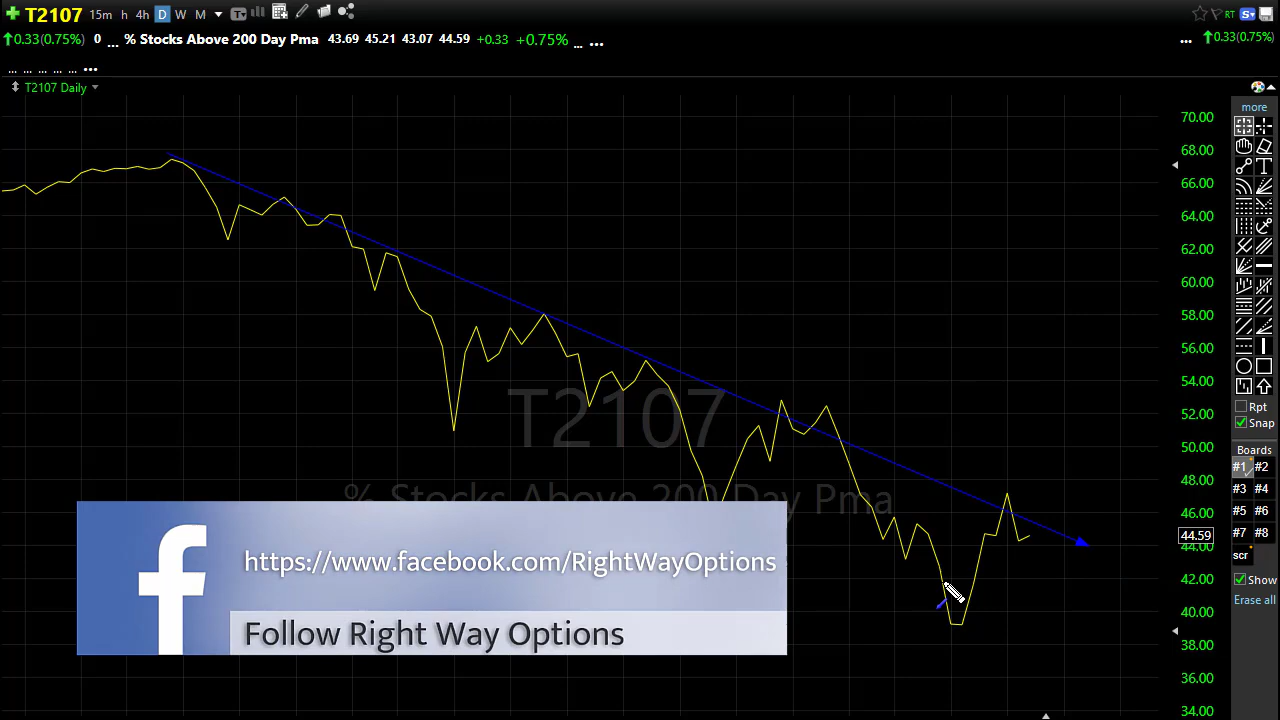 T2107 15m h 4h D W M T RT S
0.33(0.75%) 0 ... % Stocks Above 200 Day Pma 43.69 45.21 43.07 44.59 +0.33 +0.75% ... ... ... 0.33(0.75%)
... ... ... ... ... ...
T2107 Daily
more
70.00
68.00
66.00
64.00
62.00
60.00
58.00
56.00
54.00
52.00
50.00
48.00
46.00
44.59
44.00
42.00
40.00
38.00
36.00
34.00
T
Rpt
Snap
Boards
#1 #2
#3 #4
#5 #6
#7 #8
scr
Show
Erase all
T2107
% Stocks Above 200 Day Pma
f
https://www.facebook.com/RightWayOptions
Follow Right Way Options